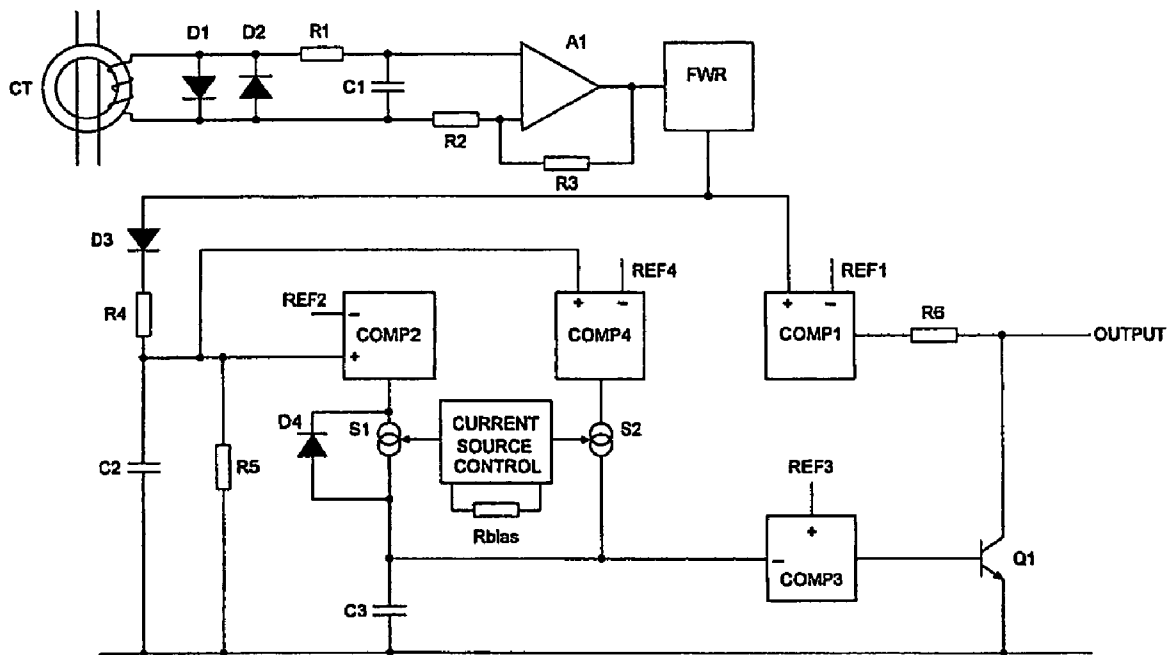 D1 D2 R1 A1
CT C1 FWR
R2
R3
D3
REF4 REF1
R4 REF2 + - + - R6
- COMP2 COMP4 COMP1 OUTPUT
+
D4 S1 CURRENT SOURCE CONTROL S2
C2 R5 REF3
Rbias +
- COMP3 Q1
C3